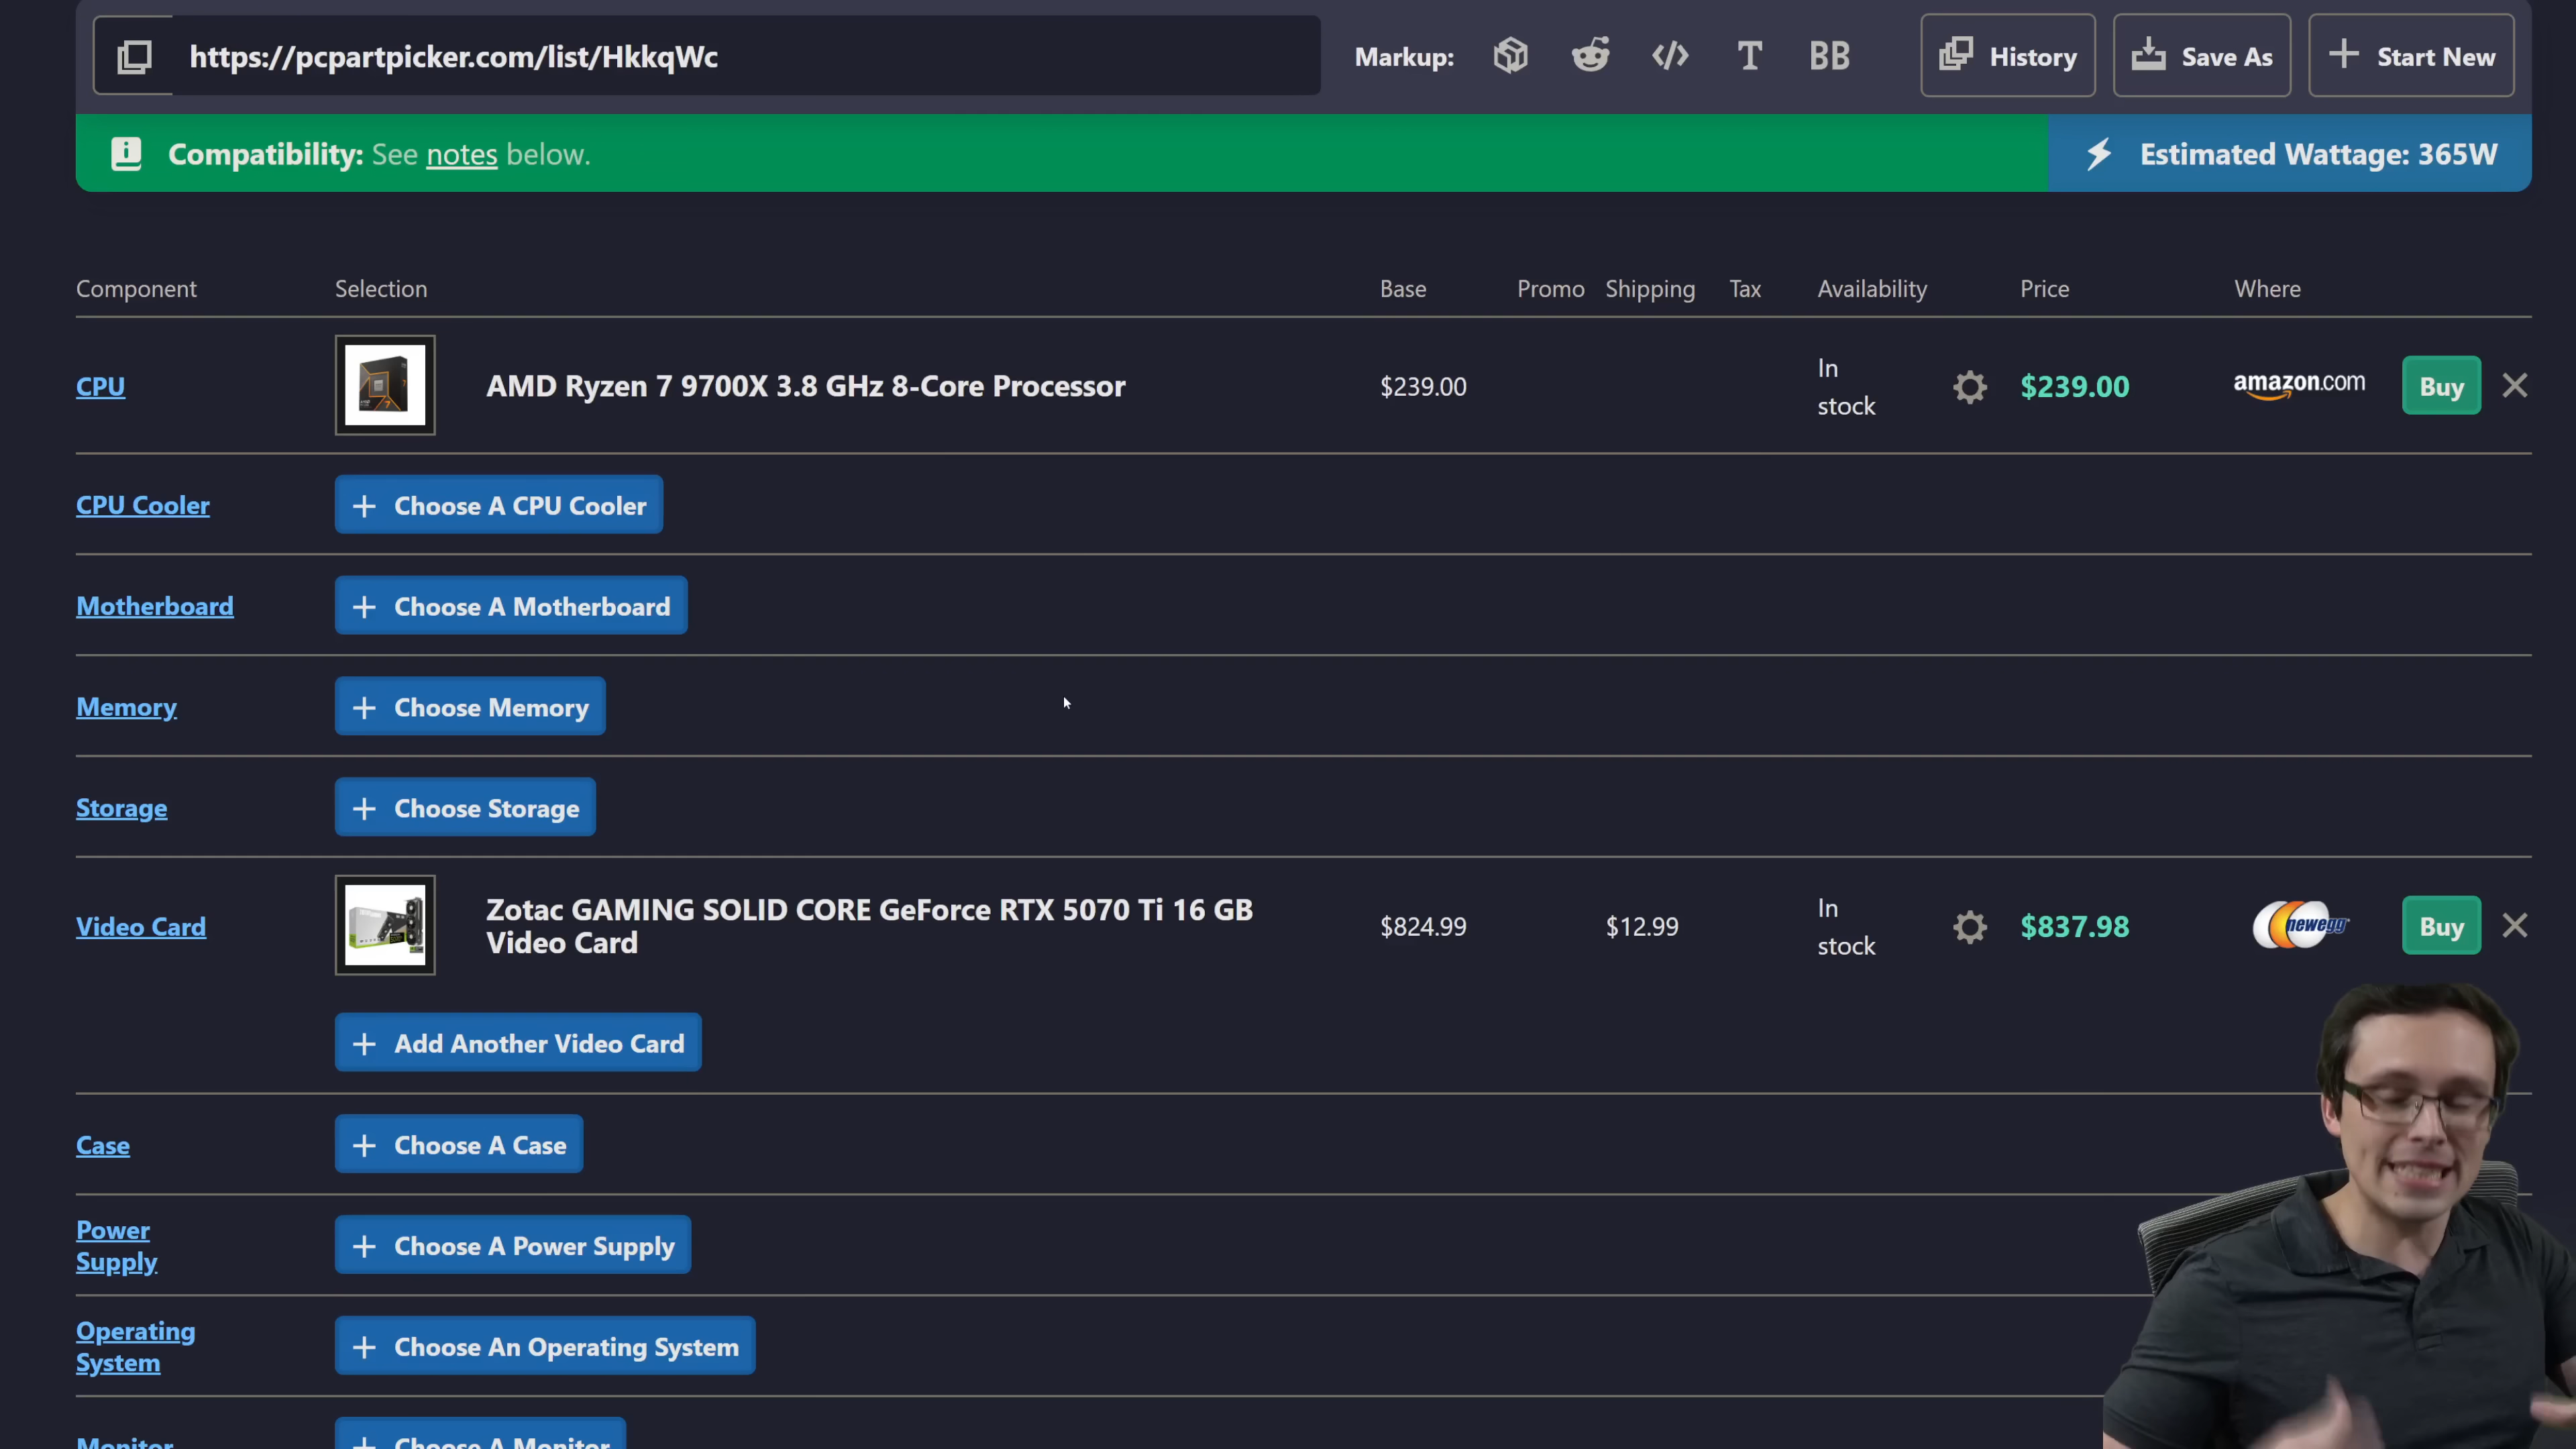 https://pcpartpicker.com/list/HkkqWc
Markup:
T
BB
History
Save As
Start New
Compatibility: See notes below.
Estimated Wattage: 365W
Component Selection Base Promo Shipping Tax Availability Price Where
CPU
AMD Ryzen 7 9700X 3.8 GHz 8-Core Processor
$239.00
In
stock
$239.00
amazon.com
Buy
CPU Cooler
Choose A CPU Cooler
Motherboard
Choose A Motherboard
Memory
Choose Memory
Storage
Choose Storage
Video Card
Zotac GAMING SOLID CORE GeForce RTX 5070 Ti 16 GB
Video Card
$824.99
$12.99
In
stock
$837.98
newegg
Buy
Add Another Video Card
Case
Choose A Case
Power
Supply
Choose A Power Supply
Operating
System
Choose An Operating System
Monitor
Choose A Monitor